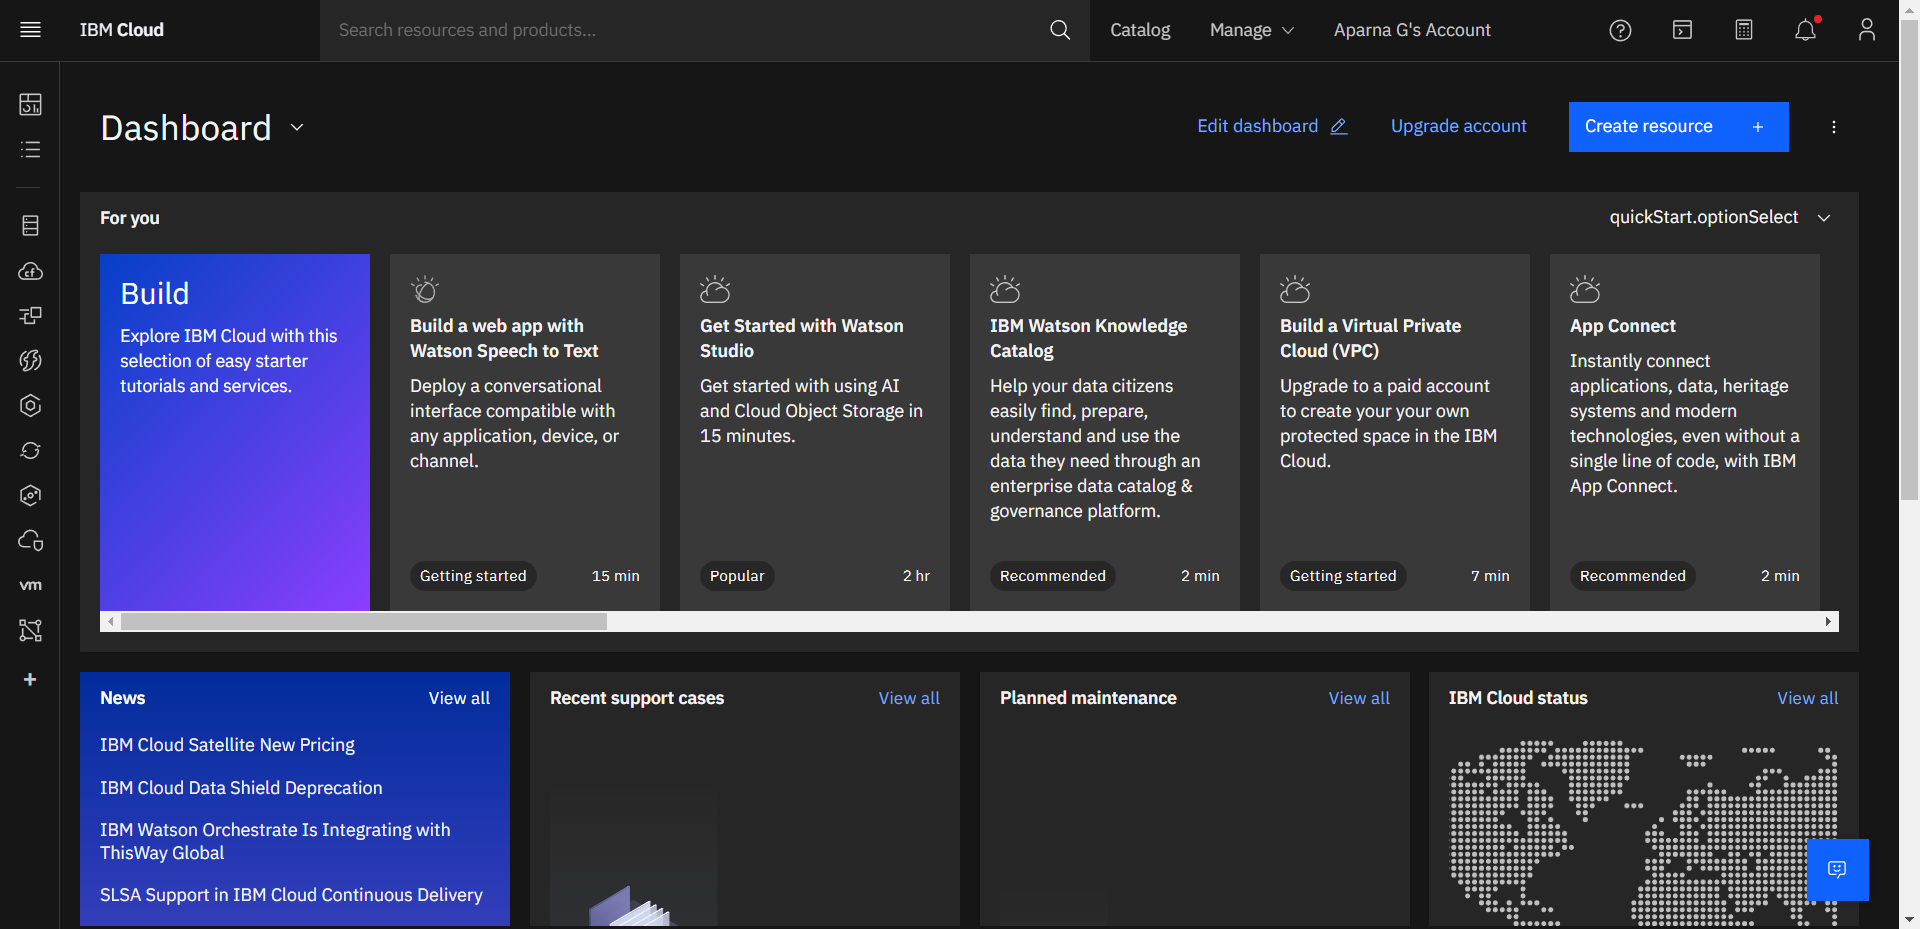 IBM Cloud
Search resources and products...
Catalog
Manage
Aparna G's Account
Dashboard
Edit dashboard
Upgrade account
Create resource +
For you
quickStart.optionSelect
Build
Explore IBM Cloud with this
selection of easy starter
tutorials and services.
Build a web app with
Watson Speech to Text
Deploy a conversational
interface compatible with
any application, device, or
channel.
Getting started
15 min
Get Started with Watson
Studio
Get started with using AI
and Cloud Object Storage in
15 minutes.
Popular
2 hr
IBM Watson Knowledge
Catalog
Help your data citizens
easily find, prepare,
understand and use the
data they need through an
enterprise data catalog &
governance platform.
Recommended
2 min
Build a Virtual Private
Cloud (VPC)
Upgrade to a paid account
to create your your own
protected space in the IBM
Cloud.
Getting started
7 min
App Connect
Instantly connect
applications, data, heritage
systems and modern
technologies, even without a
single line of code, with IBM
App Connect.
Recommended
2 min
cf
vm
+
News
View all
IBM Cloud Satellite New Pricing
IBM Cloud Data Shield Deprecation
IBM Watson Orchestrate Is Integrating with
ThisWay Global
SLSA Support in IBM Cloud Continuous Delivery
Recent support cases
View all
Planned maintenance
View all
IBM Cloud status
View all